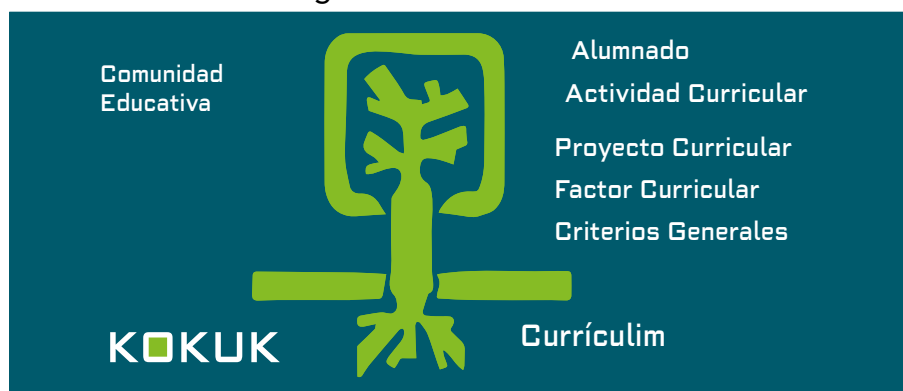 Comunidad
Educativa
Alumnado
Actividad Curricular
Proyecto Curricular
Factor Curricular
Criterios Generales
KOKUK
Currículim